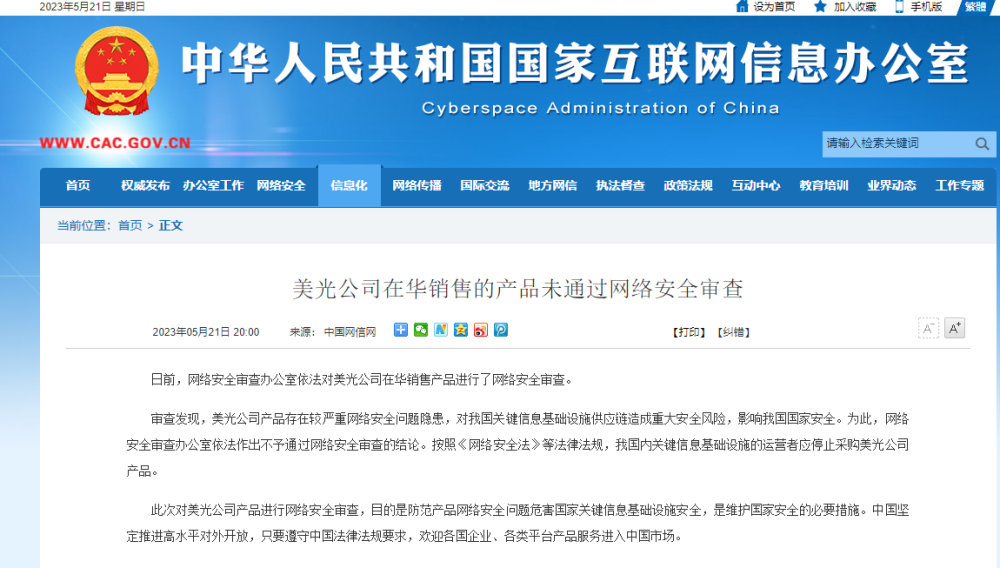 2023年5月21日 星期日
设为首页 加入收藏 手机版 繁體
中华人民共和国国家互联网信息办公室
Cyberspace Administration of China
WWW.CAC.GOV.CN
请输入检索关键词
首页 权威发布 办公室工作 网络安全 信息化 网络传播 国际交流 地方网信 执法督查 政策法规 互动中心 教育培训 业界动态 工作专题
当前位置：首页 > 正文
美光公司在华销售的产品未通过网络安全审查
2023年05月21日 20:00 来源： 中国网信网 【打印】【纠错】 A- A+
日前，网络安全审查办公室依法对美光公司在华销售产品进行了网络安全审查。
审查发现，美光公司产品存在较严重网络安全问题隐患，对我国关键信息基础设施供应链造成重大安全风险，影响我国国家安全。为此，网络
安全审查办公室依法作出不予通过网络安全审查的结论。按照《网络安全法》等法律法规，我国内关键信息基础设施的运营者应停止采购美光公司
产品。
此次对美光公司产品进行网络安全审查，目的是防范产品网络安全问题危害国家关键信息基础设施安全，是维护国家安全的必要措施。中国坚
定推进高水平对外开放，只要遵守中国法律法规要求，欢迎各国企业、各类平台产品服务进入中国市场。